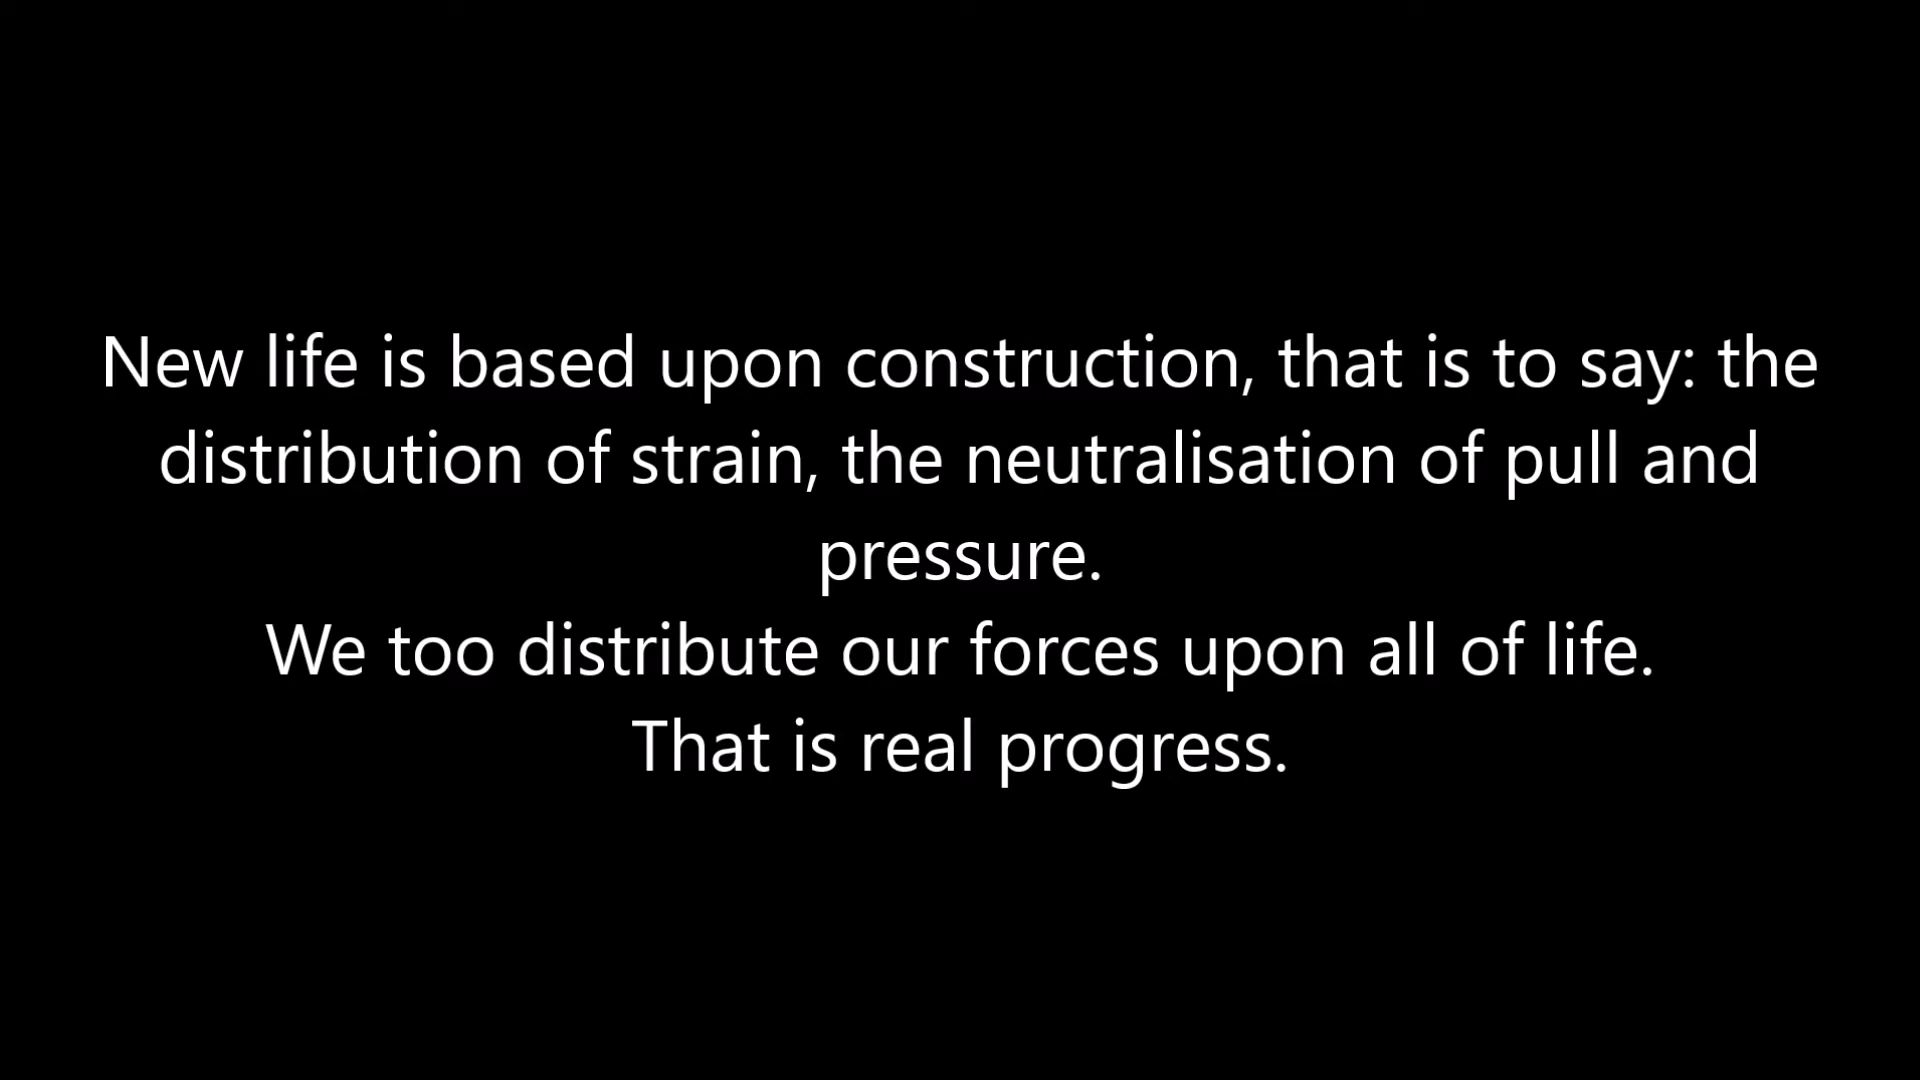 New life is based upon construction, that is to say: the
distribution of strain, the neutralisation of pull and
pressure.
We too distribute our forces upon all of life.
That is real progress.